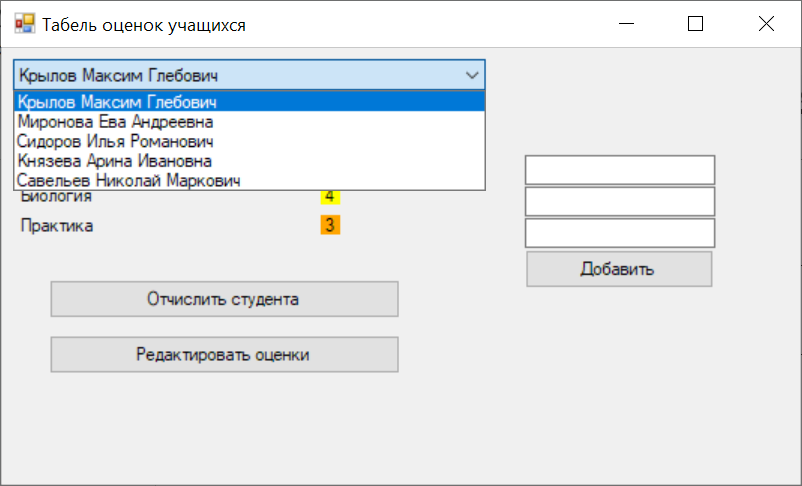 Табель оценок учащихся
Крылов Максим Глебович
Крылов Максим Глебович
Миронова Ева Андреевна
Сидоров Илья Романович
Князева Арина Ивановна
Савельев Николай Маркович
Биология 4
Практика 3
Добавить
Отчислить студента
Редактировать оценки